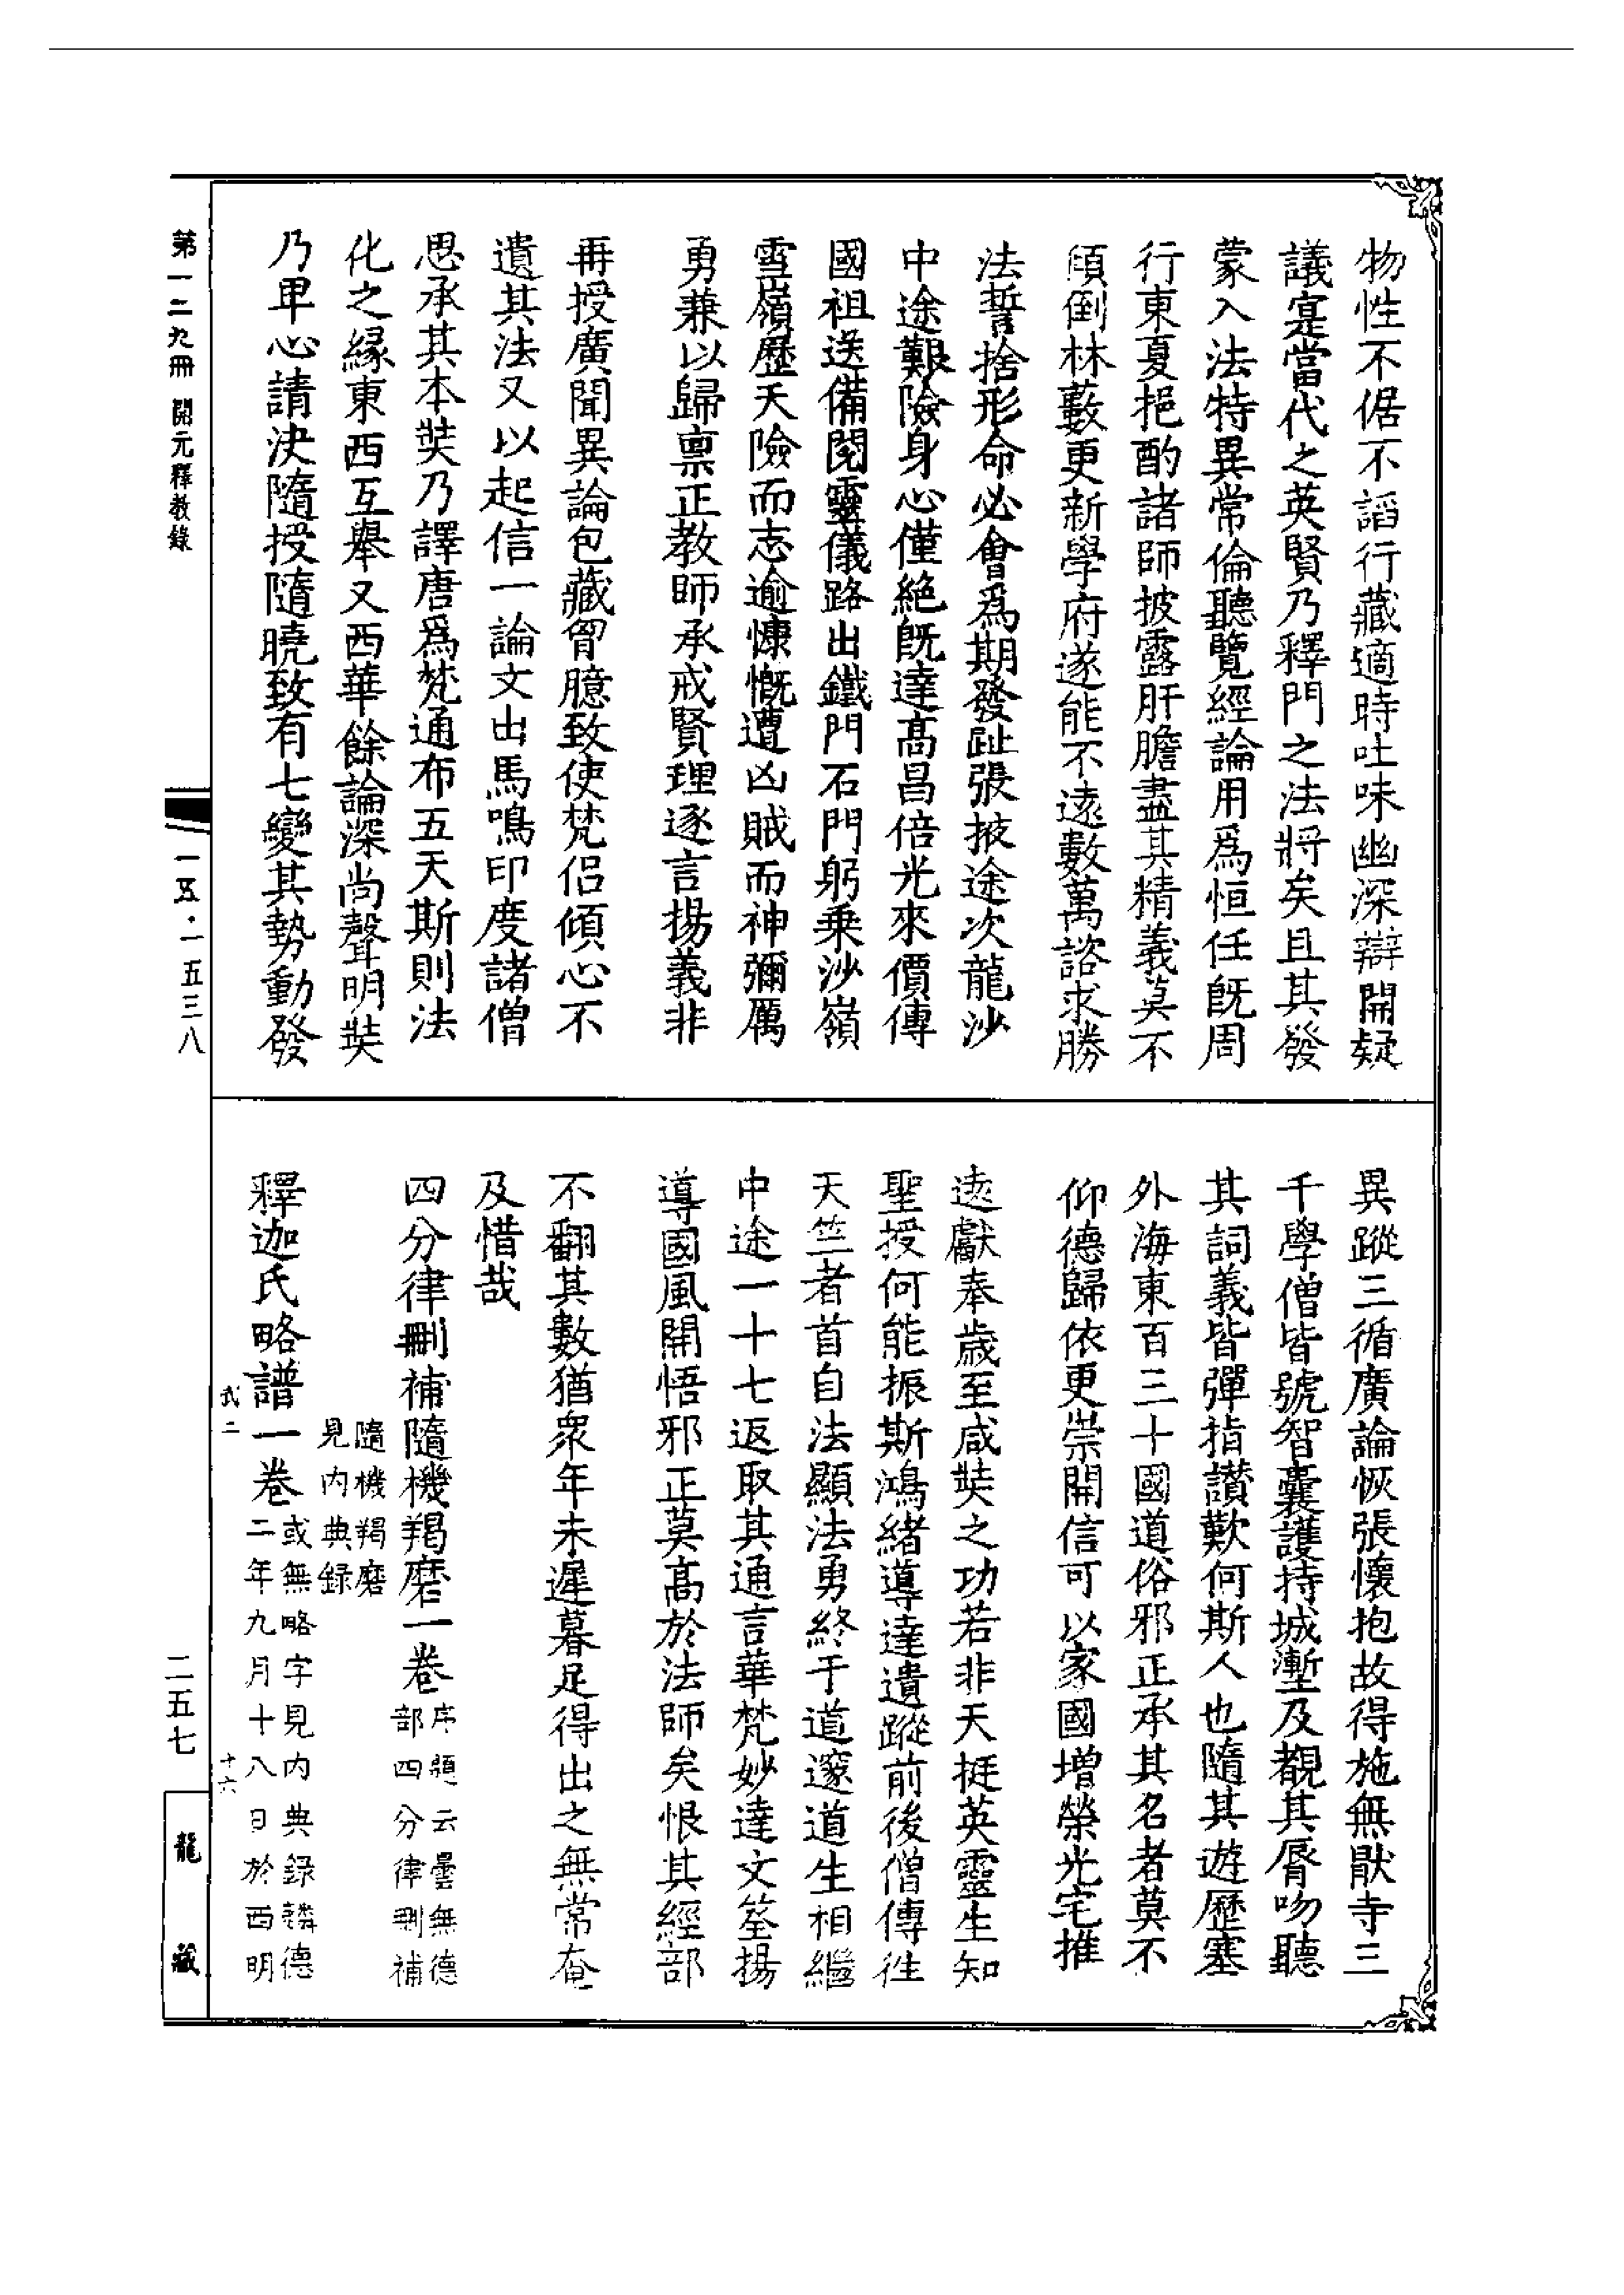 物性不倨不謟行藏適時吐味幽深辯開疑
議寔當代之英賢乃釋門之法將矣且其發
蒙入法特異常倫聽覽經論用爲恒任旣周
行東夏挹酌諸師披露肝膽盡其精義莫不
傾倒林藪更新學府遂能不遠數萬諮求勝
法誓捨形命必會爲期發趾張掖途次龍沙
中途艱險身心僅絕旣達高昌倍光來價傳
國祖送備閱靈儀路出鐵門石門躬乗沙嶺
雪嶺歷天險而志逾慷慨遭凶賊而神彌厲
勇兼以歸禀正教師承戒賢理逐言揚義非
再授廣聞異論包藏胷臆致使梵侣傾心不
遺其法又以起信一論文出馬鳴印度諸僧
思承其本奘乃譯唐爲梵通布五天斯則法
化之緣東西互舉又西華餘論深尚聲明奘
乃卑心請決隨授隨曉致有七變其勢動發
異蹤三循廣論恢張懷抱故得施無猒寺三
千學僧皆號智囊護持城塹及覩其脣吻聽
其詞義皆彈指讃歎何斯人也隨其遊歷塞
外海東百三十國道俗邪正承其名者莫不
仰德歸依更崇開信可以家國增榮光宅推
遠獻奉歲至咸奘之功若非天挺英靈生知
聖授何能振斯鴻緒導達遺蹤前後僧傳往
天竺者首自法顯法勇終于道邃道生相繼
中途一十七返取其通言華梵妙達文筌揚
導國風開悟邪正莫高於法師矣恨其經部
不翻其數猶衆年未遲暮足得出之無常奄
及惜哉
四分律刪補隨機羯磨一卷序題云曇無德
部四分律刪補
隨機羯磨
見內典録
釋迦氏略譜一卷或無略字見內典録麟德
二年九月十八日於西明
武二
十六
第一二九冊 開元釋教錄
一五·一五三八
二五七
龍藏